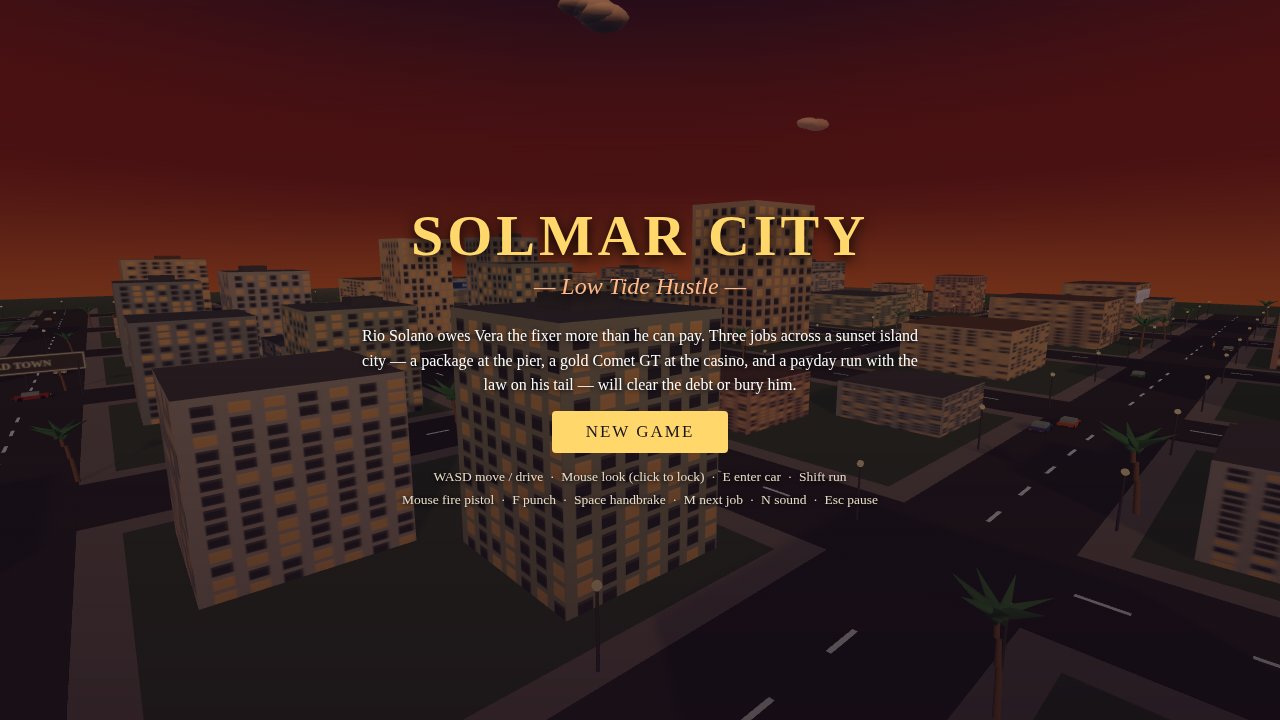 SOLMAR CITY
— Low Tide Hustle —
Rio Solano owes Vera the fixer more than he can pay. Three jobs across a sunset island
city — a package at the pier, a gold Comet GT at the casino, and a payday run with the
law on his tail — will clear the debt or bury him.
NEW GAME
WASD move / drive · Mouse look (click to lock) · E enter car · Shift run
Mouse fire pistol · F punch · Space handbrake · M next job · N sound · Esc pause
TOWN